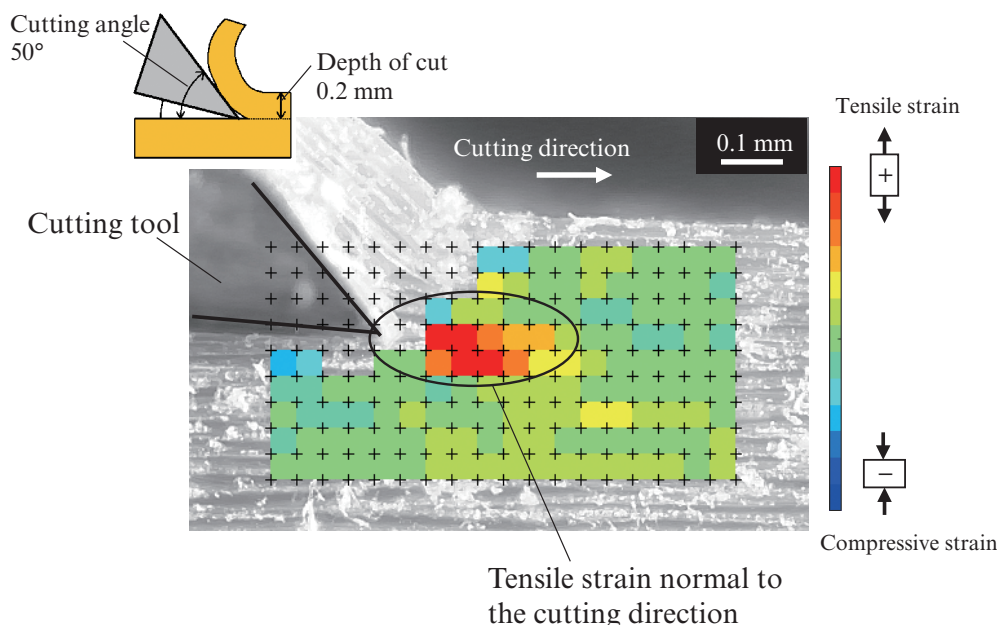 Cutting angle
50°
Depth of cut
0.2 mm
Tensile strain
Cutting direction
0.1 mm
+
Cutting tool
−
Compressive strain
Tensile strain normal to
the cutting direction